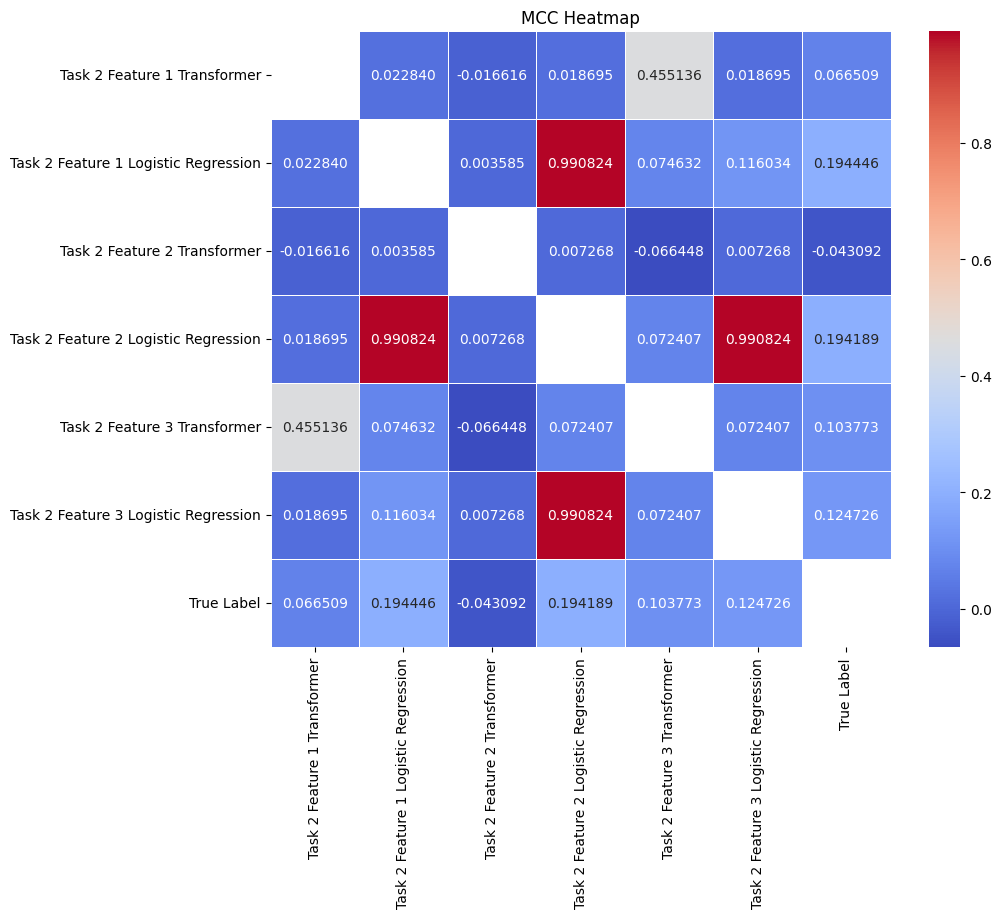 MCC Heatmap
Task 2 Feature 1 Transformer
0.022840 -0.016616 0.018695 0.455136 0.018695 0.066509
Task 2 Feature 1 Logistic Regression
0.022840 0.003585 0.990824 0.074632 0.116034 0.194446
Task 2 Feature 2 Transformer
-0.016616 0.003585 0.007268 -0.066448 0.007268 -0.043092
Task 2 Feature 2 Logistic Regression
0.018695 0.990824 0.007268 0.072407 0.990824 0.194189
Task 2 Feature 3 Transformer
0.455136 0.074632 -0.066448 0.072407 0.072407 0.103773
Task 2 Feature 3 Logistic Regression
0.018695 0.116034 0.007268 0.990824 0.072407 0.124726
True Label
0.066509 0.194446 -0.043092 0.194189 0.103773 0.124726
Task 2 Feature 1 Transformer
Task 2 Feature 1 Logistic Regression
Task 2 Feature 2 Transformer
Task 2 Feature 2 Logistic Regression
Task 2 Feature 3 Transformer
Task 2 Feature 3 Logistic Regression
True Label
0.8
0.6
0.4
0.2
0.0